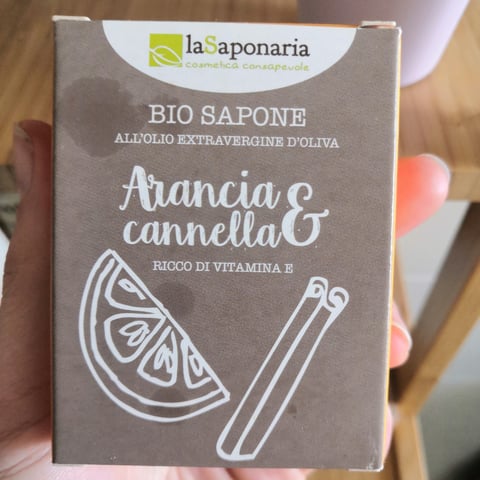 laSaponaria
cosmetica consapevole
BIO SAPONE
ALL'OLIO EXTRAVERGINE D'OLIVA
Arancia &
cannella
RICCO DI VITAMINA E